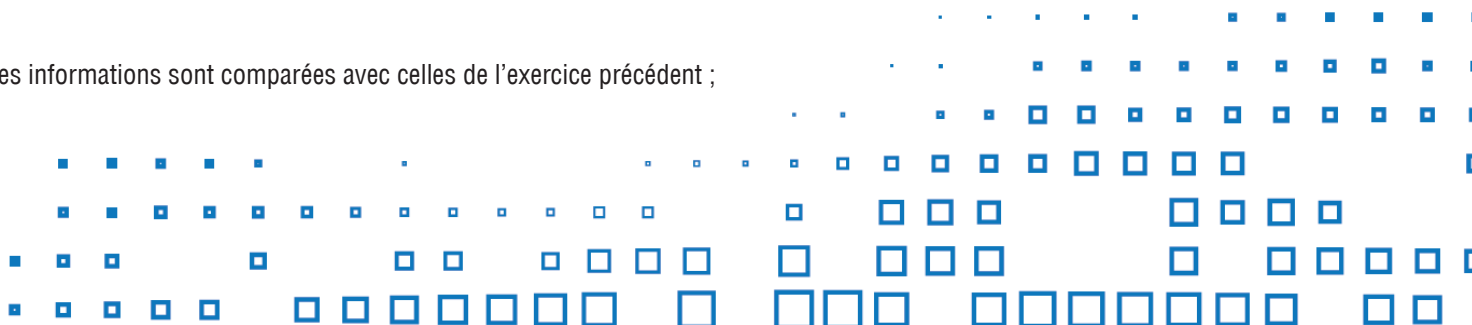 es informations sont comparées avec celles de l’exercice précédent ;